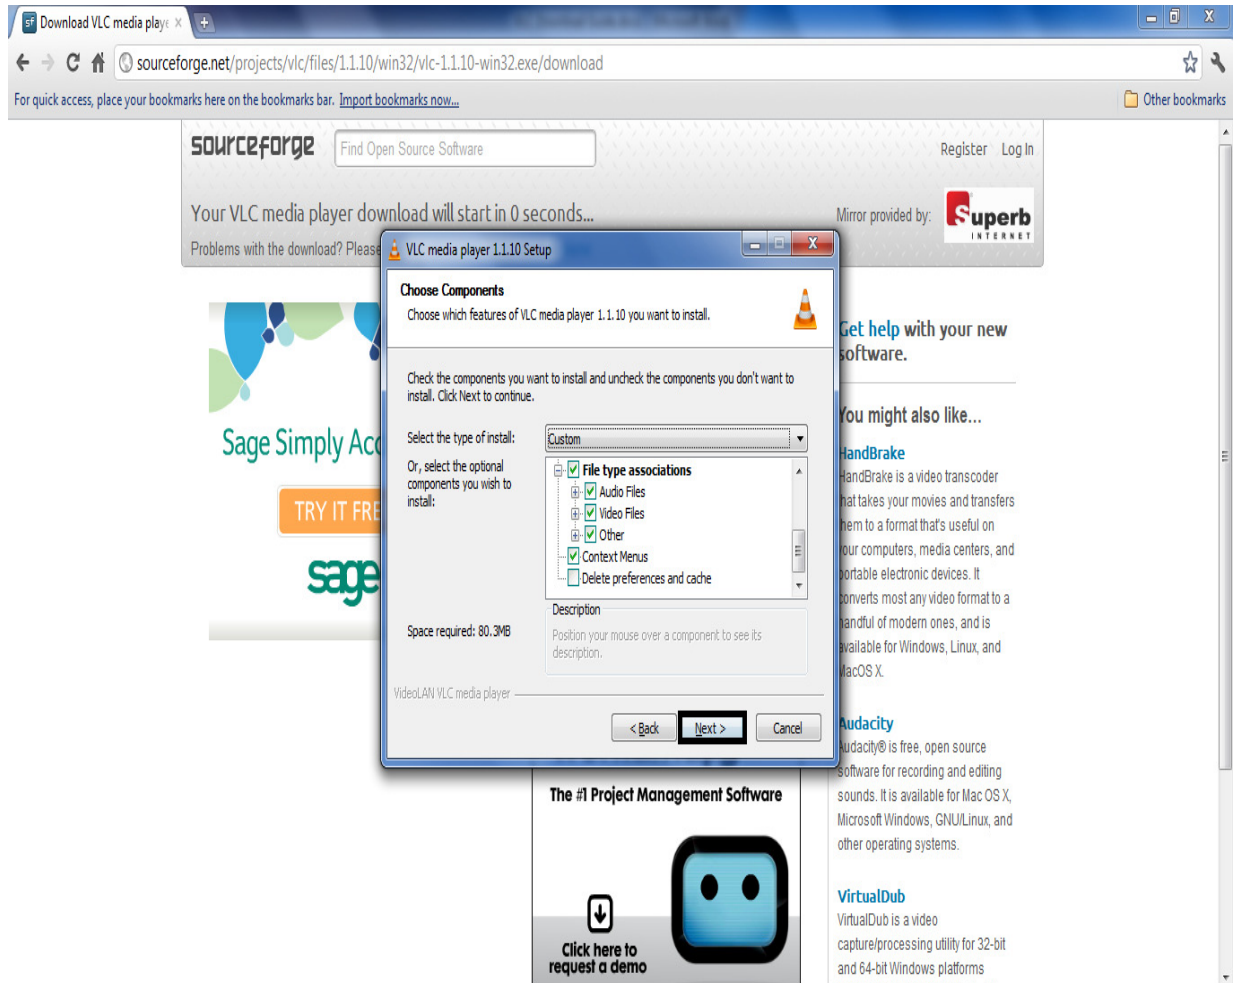 Download VLC media playe
sourceforge.net/projects/vlc/files/1.1.10/win32/vlc-1.1.10-win32.exe/download
For quick access, place your bookmarks here on the bookmarks bar. Import bookmarks now...
Other bookmarks
sourceforge
Find Open Source Software
Register Log In
Your VLC media player download will start in 0 seconds...
Problems with the download? Please
Mirror provided by:
Superb
INTERNET
VLC media player 1.1.10 Setup
Choose Components
Choose which features of VLC media player 1.1.10 you want to install.
Check the components you want to install and uncheck the components you don't want to
install. Click Next to continue.
Select the type of install:
Custom
Or, select the optional
components you wish to
install:
File type associations
Audio Files
Video Files
Other
Context Menus
Delete preferences and cache
Space required: 80.3MB
Description
Position your mouse over a component to see its
description.
VideoLAN VLC media player
< Back
Next >
Cancel
Sage Simply Acc
TRY IT FRE
sage
Get help with your new
software.
You might also like...
HandBrake
HandBrake is a video transcoder
that takes your movies and transfers
them to a format that's useful on
your computers, media centers, and
portable electronic devices. It
converts most any video format to a
handful of modern ones, and is
available for Windows, Linux, and
MacOS X.
Audacity
Audacity® is free, open source
software for recording and editing
sounds. It is available for Mac OS X,
Microsoft Windows, GNU/Linux, and
other operating systems.
VirtualDub
VirtualDub is a video
capture/processing utility for 32-bit
and 64-bit Windows platforms
The #1 Project Management Software
Click here to
request a demo